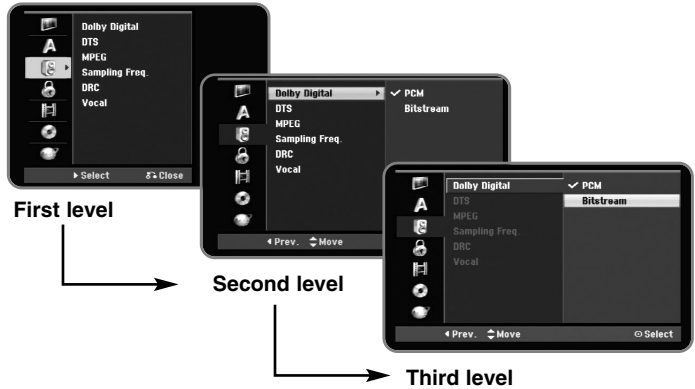 Dolby Digital
DTS
MPEG
Sampling Freq.
DRC
Vocal
Select Close
First level
Dolby Digital PCM
DTS Bitstream
MPEG
Sampling Freq.
DRC
Vocal
Prev. Move
Second level
Dolby Digital PCM
DTS Bitstream
MPEG
Sampling Freq.
DRC
Vocal
Prev. Move Select
Third level